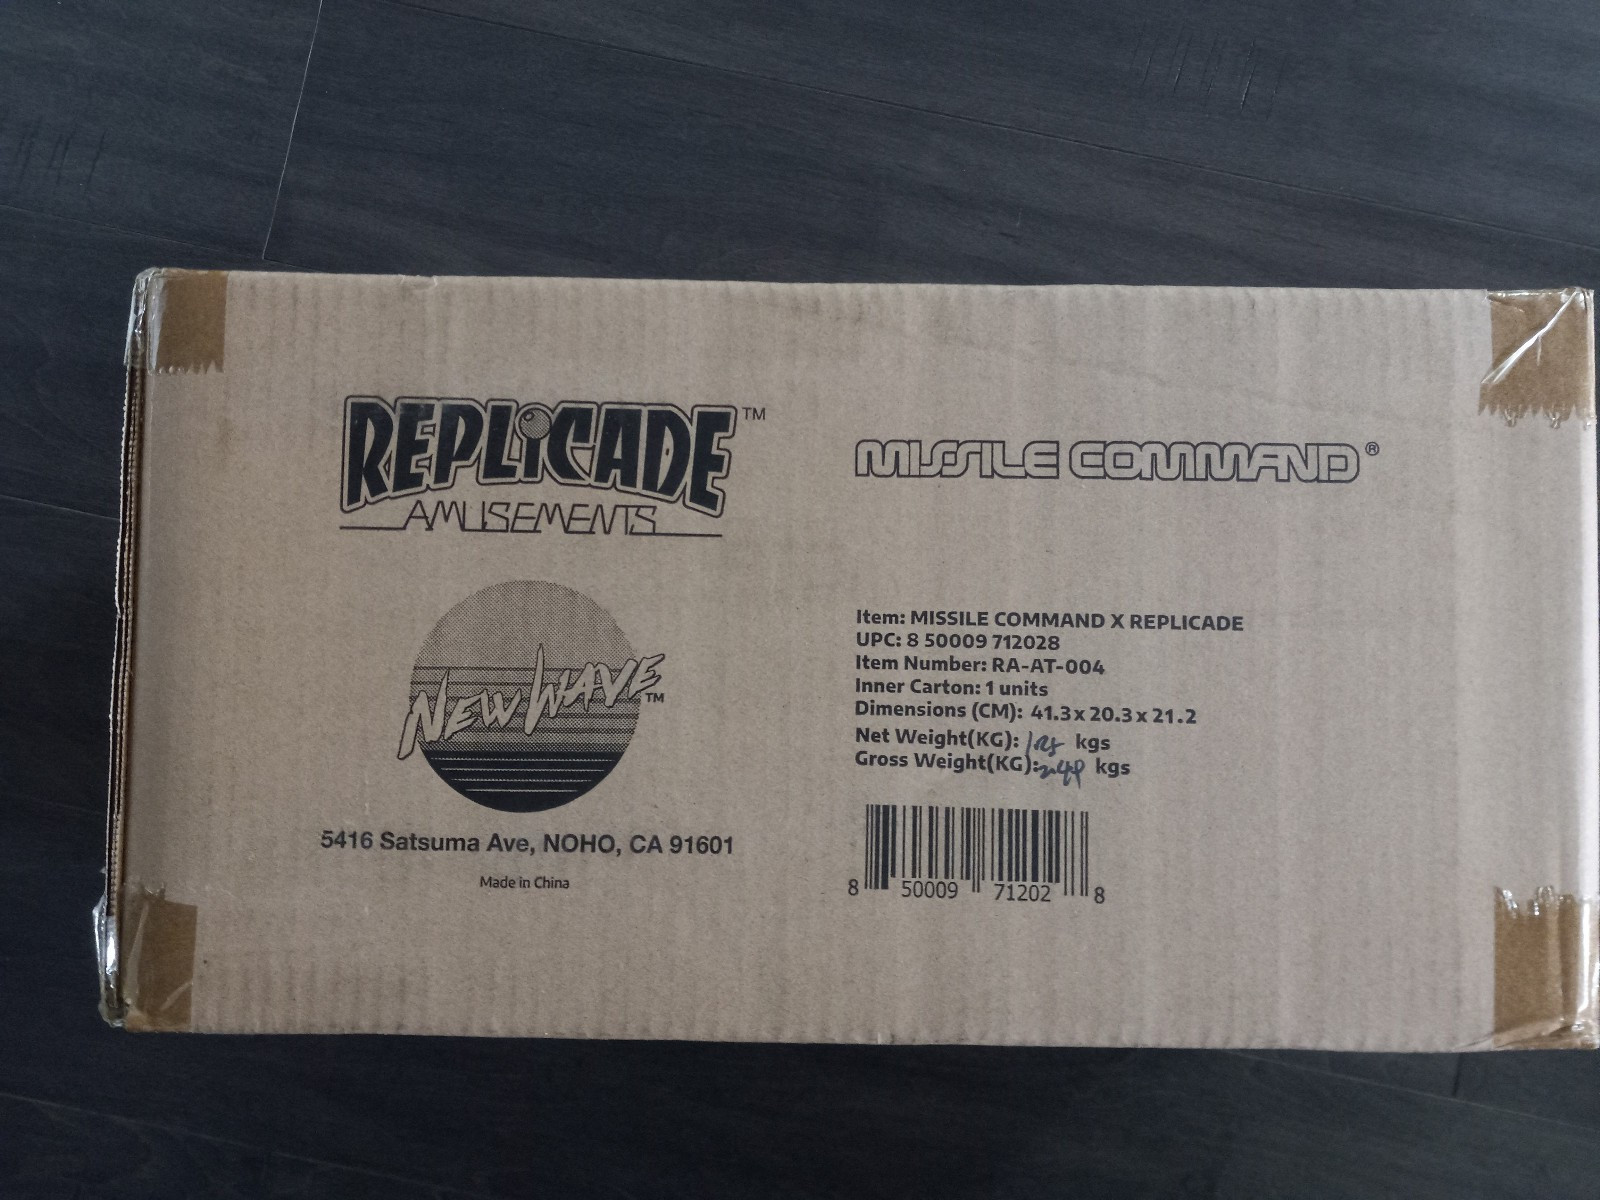 REPLICADE™
AMUSEMENTS
NEW WAVE™
5416 Satsuma Ave, NOHO, CA 91601
Made in China
MISSILE COMMAND®
Item: MISSILE COMMAND X REPLICADE
UPC: 8 50009 712028
Item Number: RA-AT-004
Inner Carton: 1 units
Dimensions (CM): 41.3 x 20.3 x 21.2
Net Weight(KG): kgs
Gross Weight(KG): kgs
8 50009 71202 8